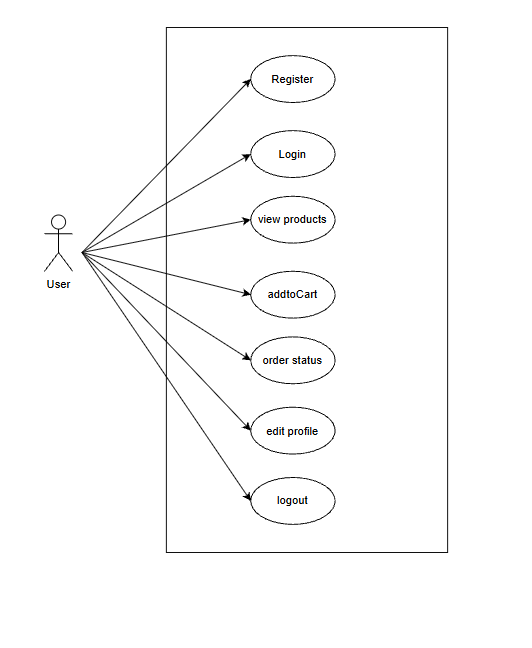 Register
Login
view products
User
addtoCart
order status
edit profile
logout